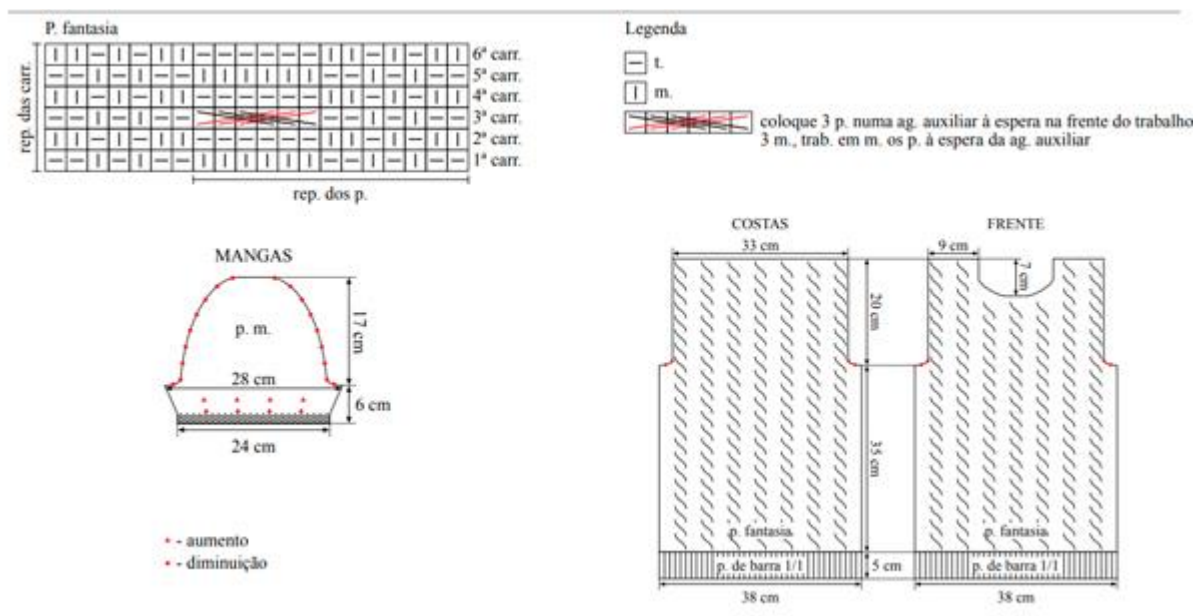 P. fantasia
rep. das carr.
6ª carr.
5ª carr.
4ª carr.
3ª carr.
2ª carr.
1ª carr.
rep. dos p.
Legenda
t.
m.
coloque 3 p. numa ag. auxiliar à espera na frente do trabalho
3 m., trab. em m. os p. à espera da ag. auxiliar
MANGAS
p. m.
17 cm
28 cm
6 cm
24 cm
- aumento
- diminuição
COSTAS
33 cm
20 cm
35 cm
p. fantasia
p. de barra 1/1
5 cm
38 cm
FRENTE
9 cm
7 cm
p. fantasia
p. de barra 1/1
38 cm